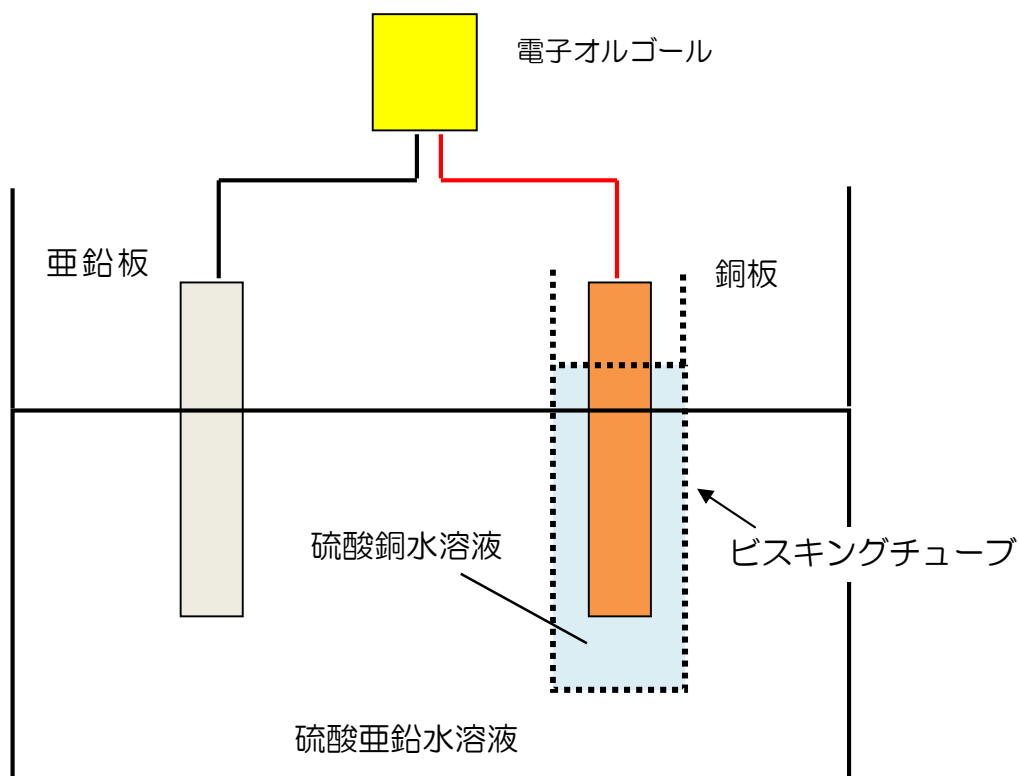 電子オルゴール
亜鉛板
銅板
硫酸銅水溶液
ビスキングチューブ
硫酸亜鉛水溶液